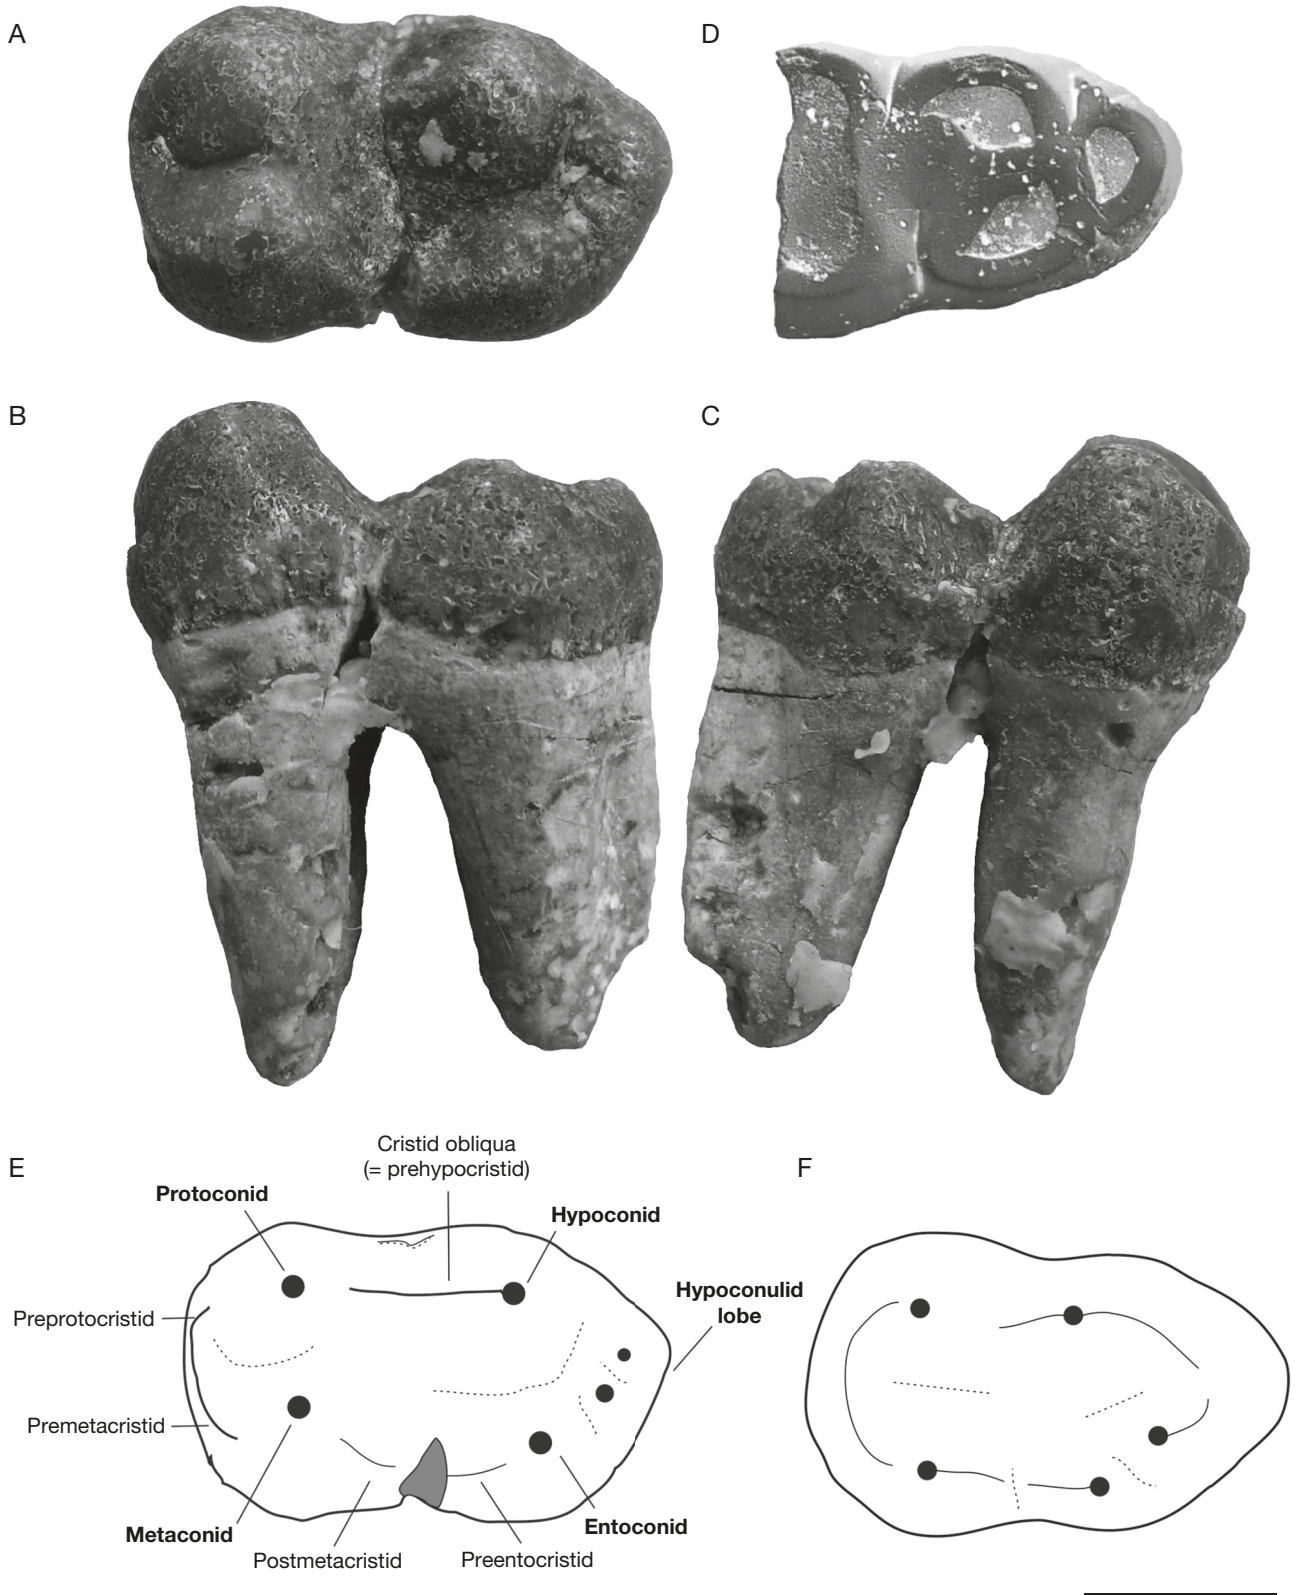 A
D
B
C
E
F
Cristid obliqua
(= prehypocristid)
Protoconid
Hypoconid
Hypoconulid
lobe
Preprotocristid
Premetacristid
Metaconid
Entoconid
Postmetacristid
Preentocristid